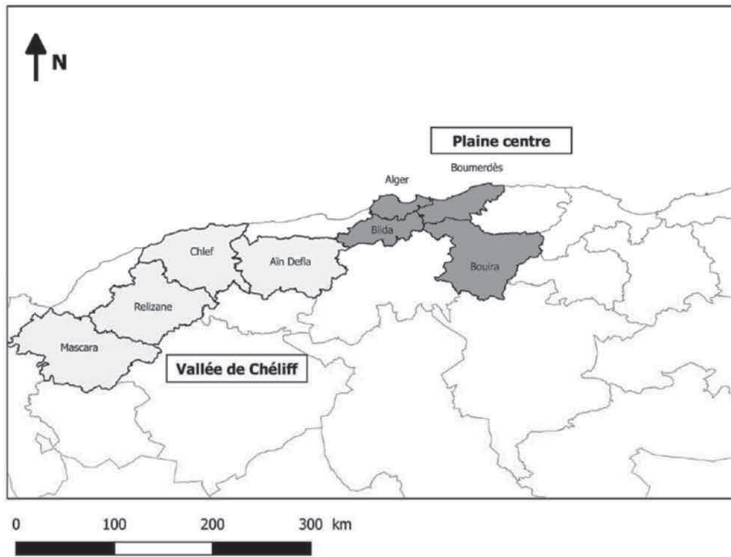 N
Plaine centre
Boumerdès
Alger
Blida
Chlef
Aïn Defla
Bouira
Relizane
Mascara
Vallée de Chéliff
0 100 200 300 km